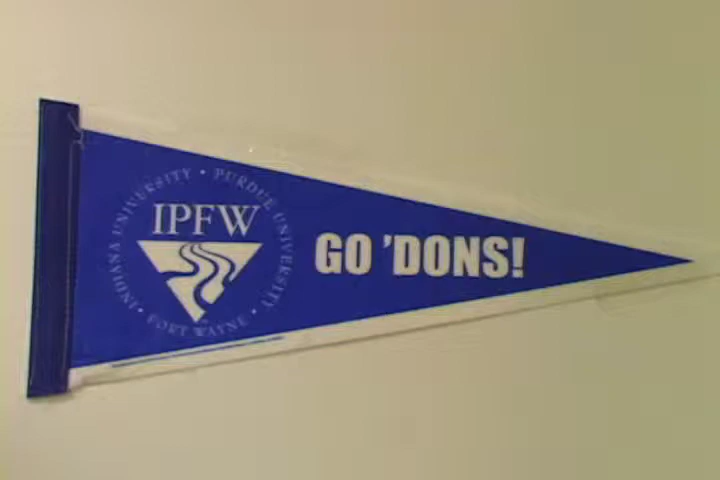 INDIANA UNIVERSITY • PURDUE UNIVERSITY • FORT WAYNE •
IPFW
GO 'DONS!